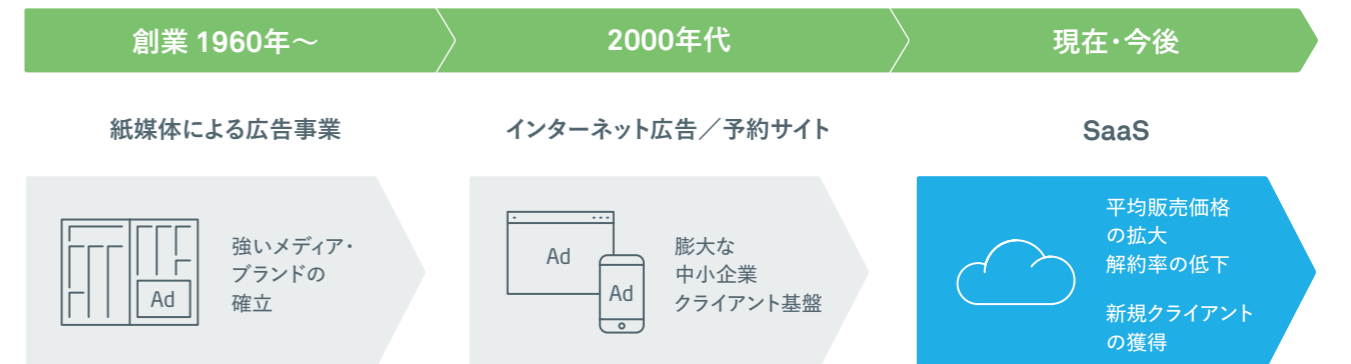 創業 1960年〜
2000年代
現在・今後
紙媒体による広告事業
インターネット広告／予約サイト
SaaS
Ad
強いメディア・
ブランドの
確立
Ad
Ad
膨大な
中小企業
クライアント基盤
平均販売価格
の拡大
解約率の低下
新規クライアント
の獲得